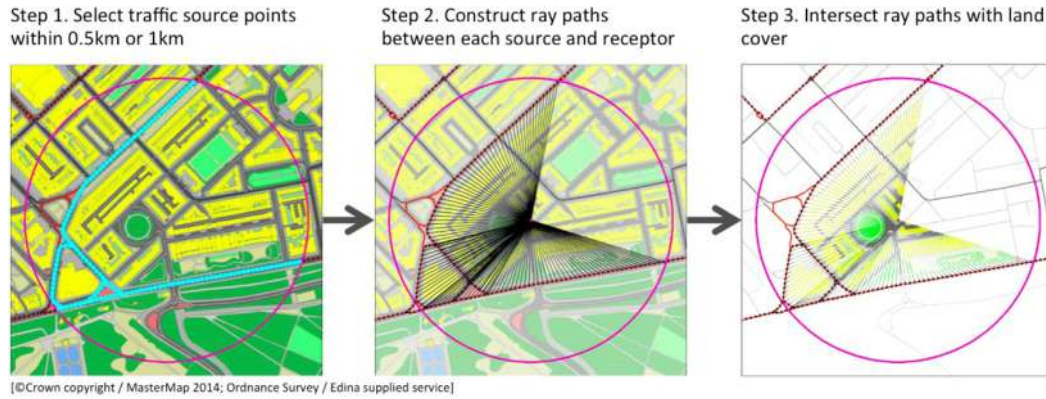 Step 1. Select traffic source points
within 0.5km or 1km
Step 2. Construct ray paths
between each source and receptor
Step 3. Intersect ray paths with land
cover
[©Crown copyright / MasterMap 2014; Ordnance Survey / Edina supplied service]